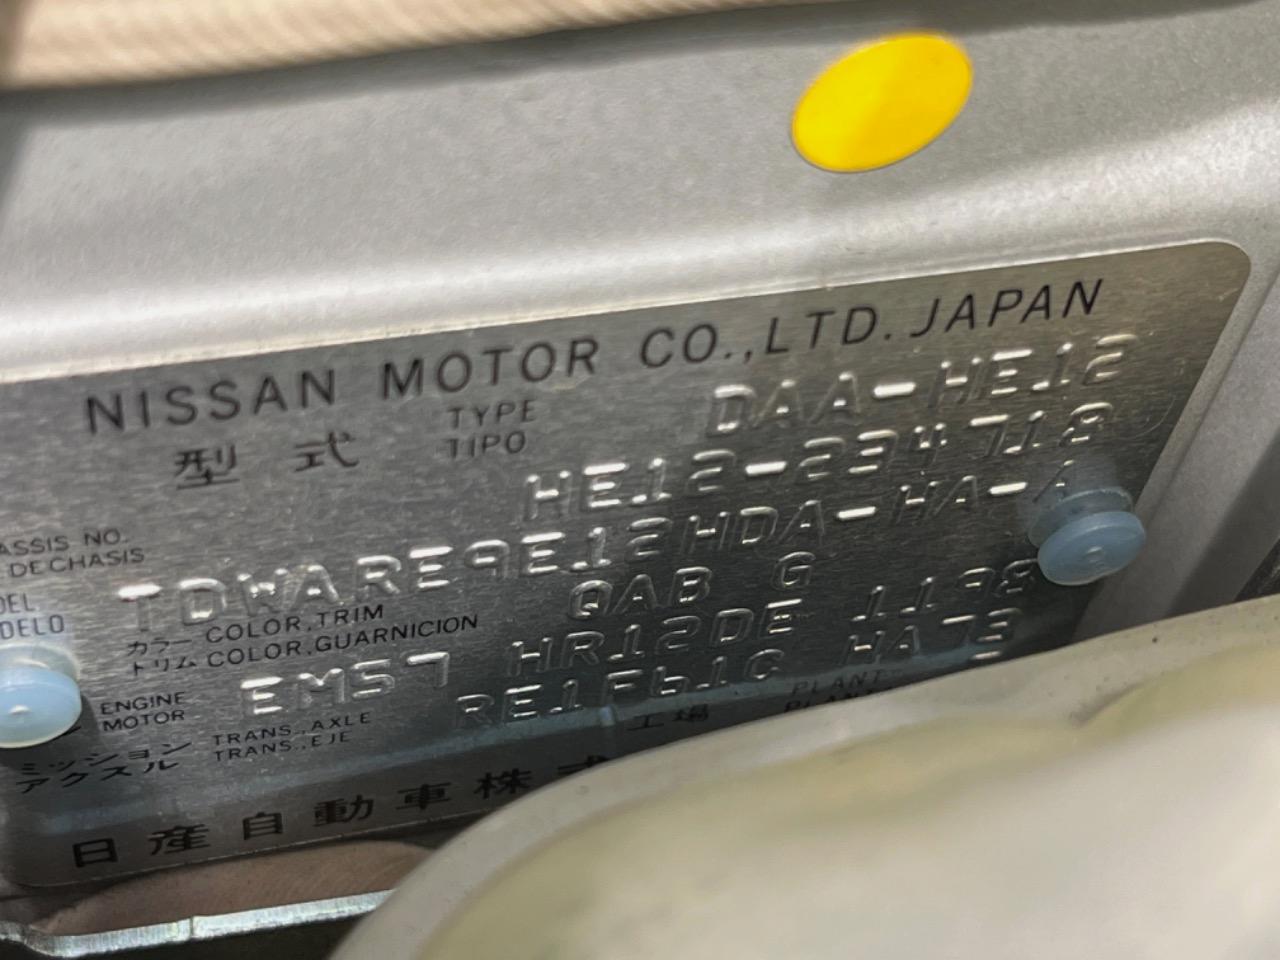 NISSAN MOTOR CO.,LTD. JAPAN
型式 TYPE TIPO DAA-HE12
ASSIS NO. DE CHASIS HE12-234718
DEL DELO TDWARE9E12HDA-HA-A
カラー トリム COLOR,TRIM COLOR,GUARNICION QAB G
ENGINE MOTOR EM57 HR12DE 1198
ミッション アクスル TRANS.,AXLE TRANS.,EJE RE1F61C HA73
工場 PLANT
日産自動車株式